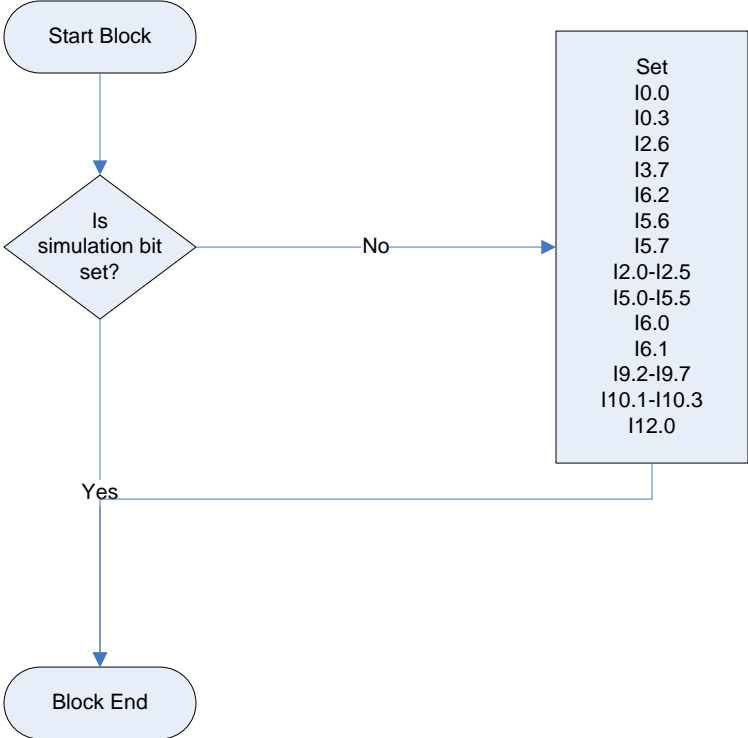 Start Block
Is
simulation bit
set?
No
Set
I0.0
I0.3
I2.6
I3.7
I6.2
I5.6
I5.7
I2.0-I2.5
I5.0-I5.5
I6.0
I6.1
I9.2-I9.7
I10.1-I10.3
I12.0
Yes
Block End